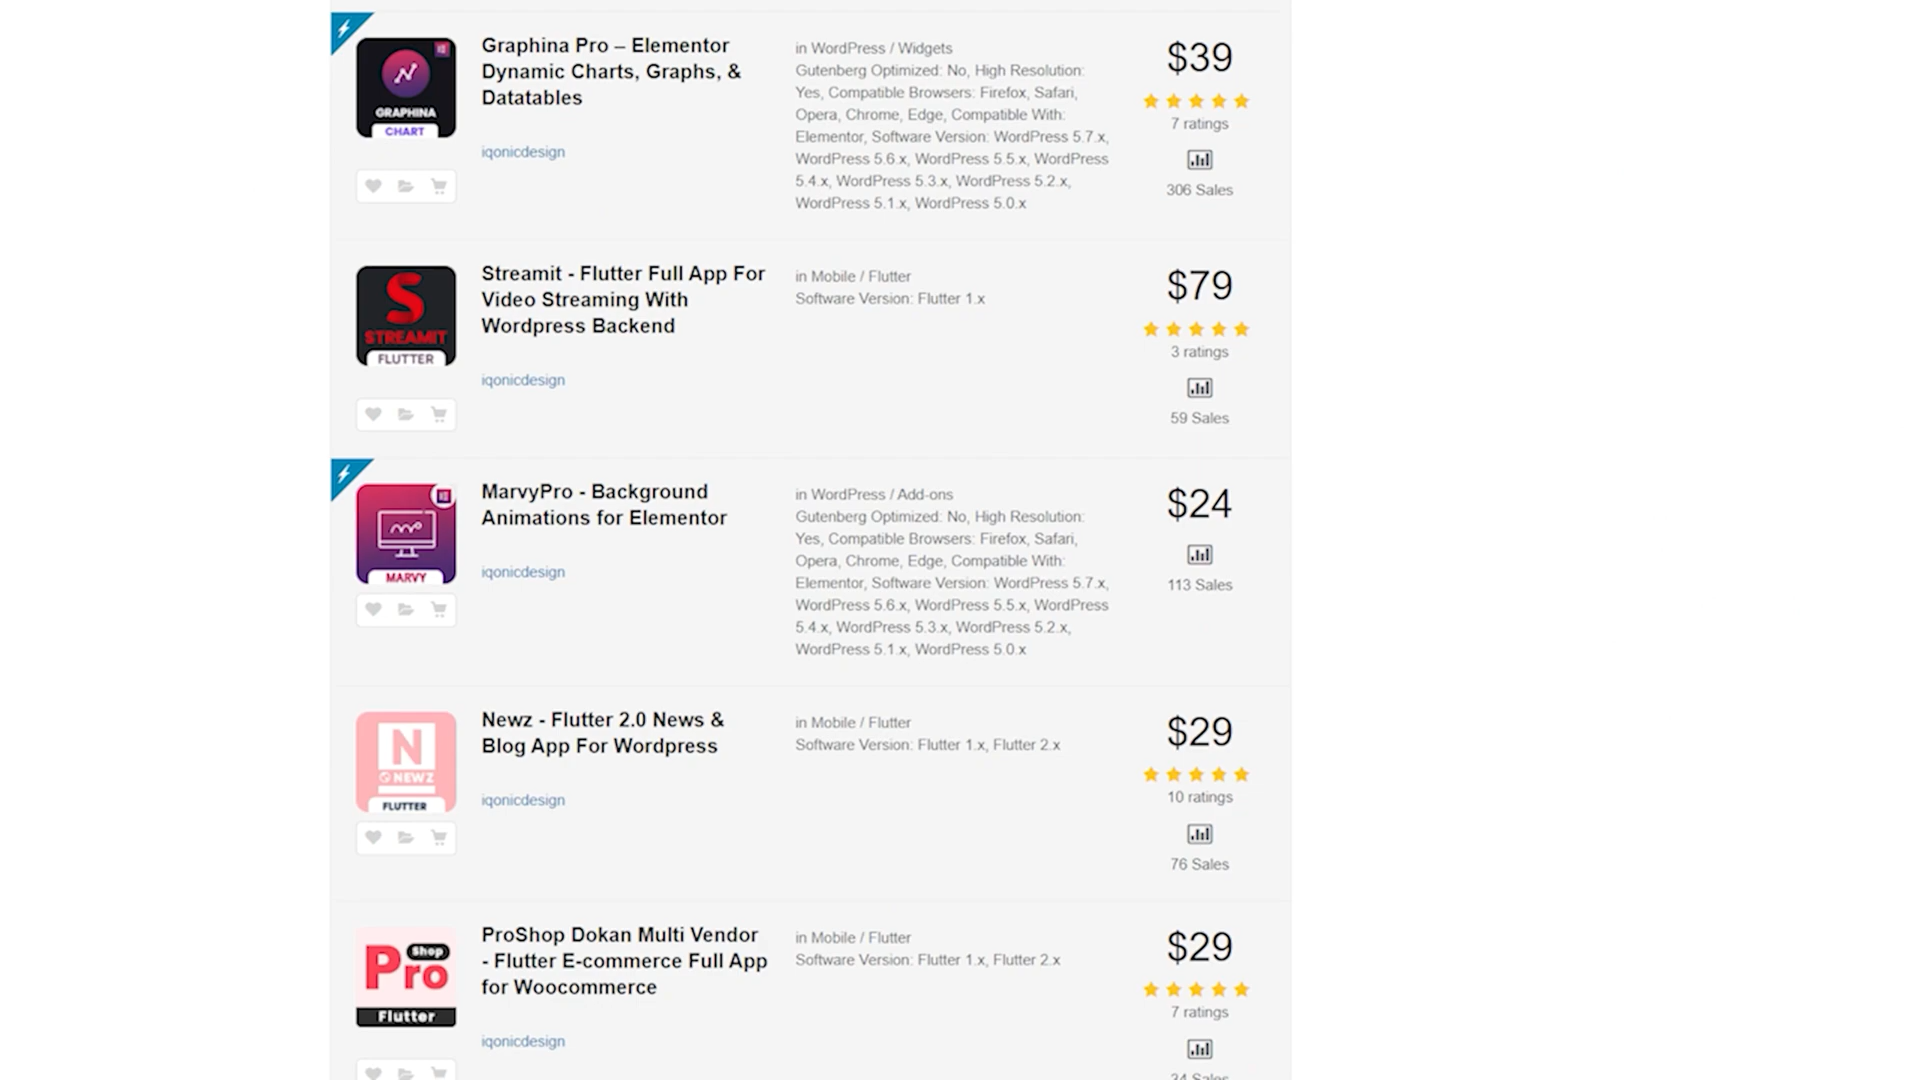 Graphina Pro – Elementor
Dynamic Charts, Graphs, &
Datatables
iqonicdesign
GRAPHINA
CHART
in WordPress / Widgets
Gutenberg Optimized: No, High Resolution:
Yes, Compatible Browsers: Firefox, Safari,
Opera, Chrome, Edge, Compatible With:
Elementor, Software Version: WordPress 5.7.x,
WordPress 5.6.x, WordPress 5.5.x, WordPress
5.4.x, WordPress 5.3.x, WordPress 5.2.x,
WordPress 5.1.x, WordPress 5.0.x
$39
7 ratings
306 Sales
S
STREAMIT
FLUTTER
Streamit - Flutter Full App For
Video Streaming With
Wordpress Backend
iqonicdesign
in Mobile / Flutter
Software Version: Flutter 1.x
$79
3 ratings
59 Sales
MARVY
MarvyPro - Background
Animations for Elementor
iqonicdesign
in WordPress / Add-ons
Gutenberg Optimized: No, High Resolution:
Yes, Compatible Browsers: Firefox, Safari,
Opera, Chrome, Edge, Compatible With:
Elementor, Software Version: WordPress 5.7.x,
WordPress 5.6.x, WordPress 5.5.x, WordPress
5.4.x, WordPress 5.3.x, WordPress 5.2.x,
WordPress 5.1.x, WordPress 5.0.x
$24
113 Sales
N
NEWZ
FLUTTER
Newz - Flutter 2.0 News &
Blog App For Wordpress
iqonicdesign
in Mobile / Flutter
Software Version: Flutter 1.x, Flutter 2.x
$29
10 ratings
76 Sales
Shop
Pro
Flutter
ProShop Dokan Multi Vendor
- Flutter E-commerce Full App
for Woocommerce
iqonicdesign
in Mobile / Flutter
Software Version: Flutter 1.x, Flutter 2.x
$29
7 ratings
34 Sales